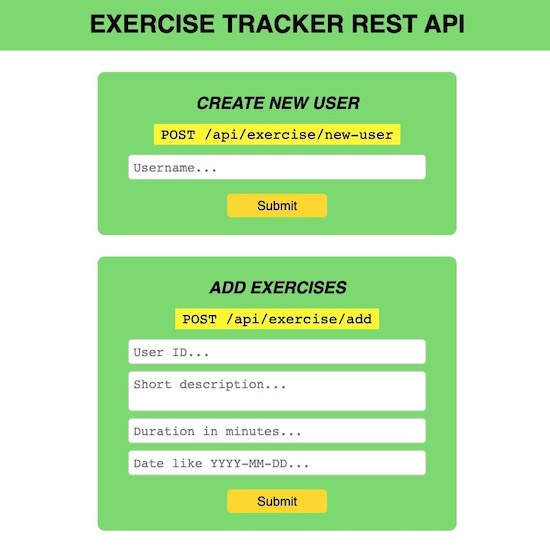 EXERCISE TRACKER REST API
CREATE NEW USER
POST /api/exercise/new-user
Username...
Submit
ADD EXERCISES
POST /api/exercise/add
User ID...
Short description...
Duration in minutes...
Date like YYYY-MM-DD...
Submit